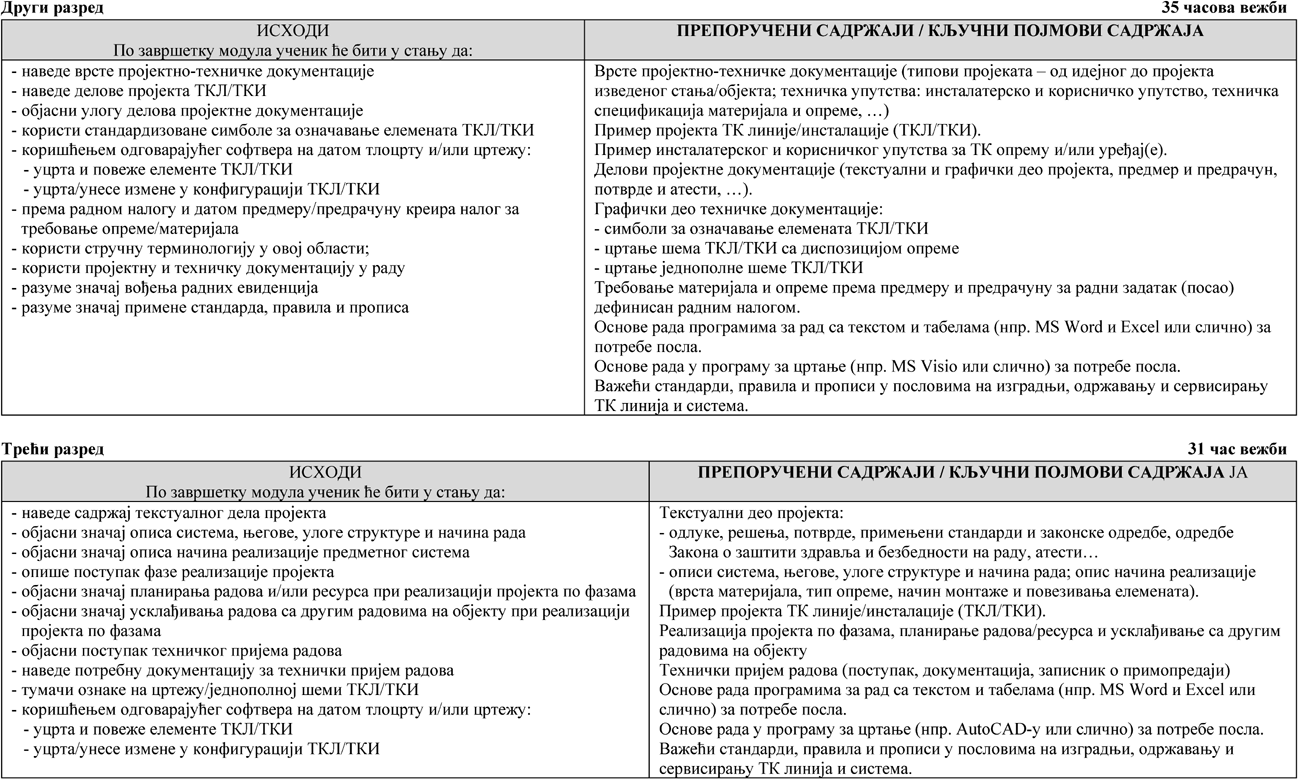 Други разред
35 часова вежби
ИСХОДИ
По завршетку модула ученик ће бити у стању да:
ПРЕПОРУЧЕНИ САДРЖАЈИ / КЉУЧНИ ПОЈМОВИ САДРЖАЈА
- наведе врсте пројектно-техничке документације
- наведе делове пројекта ТКЛ/ТКИ
- објасни улогу делова пројектне документације
- користи стандардизоване симболе за означавање елемената ТКЛ/ТКИ
- коришћењем одговарајућег софтвера на датом тлоцрту и/или цртежу:
- уцрта и повеже елементе ТКЛ/ТКИ
- уцрта/унесе измене у конфигурацији ТКЛ/ТКИ
- према радном налогу и датом предмеру/предрачуну креира налог за
требовање опреме/материјала
- користи стручну терминологију у овој области;
- користи пројектну и техничку документацију у раду
- разуме значај вођења радних евиденција
- разуме значај примене стандарда, правила и прописа
Врсте пројектно-техничке документације (типови пројеката – од идејног до пројекта
изведеног стања/објекта; техничка упутства: инсталатерско и корисничко упутство, техничка
спецификација материјала и опреме, …)
Пример пројекта ТК линије/инсталације (ТКЛ/ТКИ).
Пример инсталатерског и корисничког упутства за ТК опрему и/или уређај(е).
Делови пројектне документације (текстуални и графички део пројекта, предмер и предрачун,
потврде и атести, …).
Графички део техничке документације:
- симболи за означавање елемената ТКЛ/ТКИ
- цртање шема ТКЛ/ТКИ са диспозицијом опреме
- цртање једнополне шеме ТКЛ/ТКИ
Требовање материјала и опреме према предмеру и предрачуну за радни задатак (посао)
дефинисан радним налогом.
Основе рада програмима за рад са текстом и табелама (нпр. MS Word и Excel или слично) за
потребе посла.
Основе рада у програму за цртање (нпр. MS Visio или слично) за потребе посла.
Важећи стандарди, правила и прописи у пословима на изградњи, одржавању и сервисирању
ТК линија и система.
Трећи разред
31 час вежби
ИСХОДИ
По завршетку модула ученик ће бити у стању да:
ПРЕПОРУЧЕНИ САДРЖАЈИ / КЉУЧНИ ПОЈМОВИ САДРЖАЈА ЈА
- наведе садржај текстуалног дела пројекта
- објасни значај описа система, његове, улоге структуре и начина рада
- објасни значај описа начина реализације предметног система
- опише поступак фазе реализације пројекта
- објасни значај планирања радова и/или ресурса при реализацији пројекта по фазама
- објасни значај усклађивања радова са другим радовима на објекту при реализацији
пројекта по фазама
- објасни поступак техничког пријема радова
- наведе потребну документацију за технички пријем радова
- тумачи ознаке на цртежу/једнополној шеми ТКЛ/ТКИ
- коришћењем одговарајућег софтвера на датом тлоцрту и/или цртежу:
- уцрта и повеже елементе ТКЛ/ТКИ
- уцрта/унесе измене у конфигурацији ТКЛ/ТКИ
Текстуални део пројекта:
- одлуке, решења, потврде, примењени стандарди и законске одредбе, одредбе
Закона о заштити здравља и безбедности на раду, атести…
- описи система, његове, улоге структуре и начина рада; опис начина реализације
(врста материјала, тип опреме, начин монтаже и повезивања елемената).
Пример пројекта ТК линије/инсталације (ТКЛ/ТКИ).
Реализација пројекта по фазама, планирање радова/ресурса и усклађивање са другим
радовима на објекту
Технички пријем радова (поступак, документација, записник о примопредаји)
Основе рада програмима за рад са текстом и табелама (нпр. MS Word и Excel или
слично) за потребе посла.
Основе рада у програму за цртање (нпр. AutoCAD-у или слично) за потребе посла.
Важећи стандарди, правила и прописи у пословима на изградњи, одржавању и
сервисирању ТК линија и система.